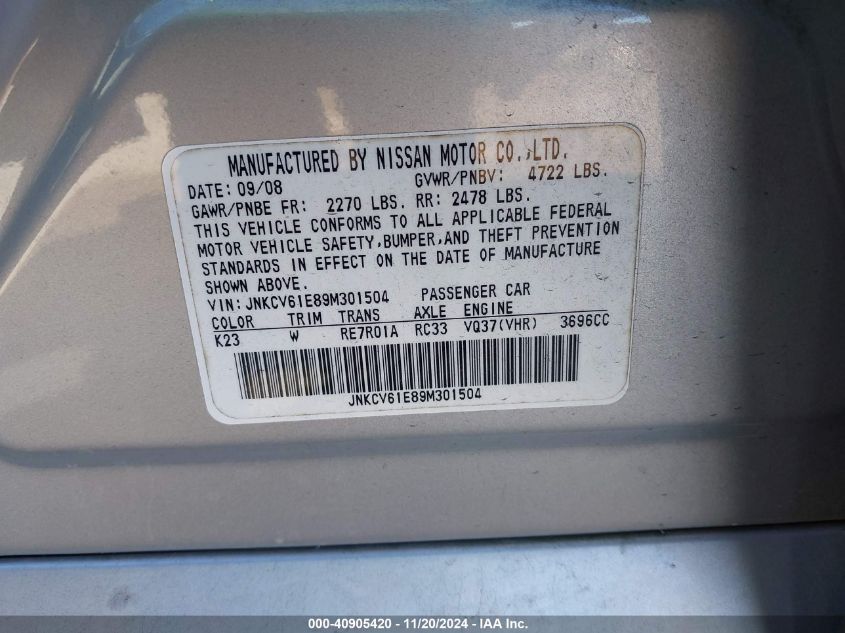 MANUFACTURED BY NISSAN MOTOR CO.,LTD.
DATE: 09/08 GVWR/PNBV: 4722 LBS.
GAWR/PNBE FR: 2270 LBS. RR: 2478 LBS.
THIS VEHICLE CONFORMS TO ALL APPLICABLE FEDERAL
MOTOR VEHICLE SAFETY,BUMPER,AND THEFT PREVENTION
STANDARDS IN EFFECT ON THE DATE OF MANUFACTURE
SHOWN ABOVE.
VIN: JNKCV61E89M301504 PASSENGER CAR
COLOR TRIM TRANS AXLE ENGINE
K23 W RE7R01A RC33 VQ37(VHR) 3696CC
JNKCV61E89M301504
000-40905420 - 11/20/2024 - IAA Inc.